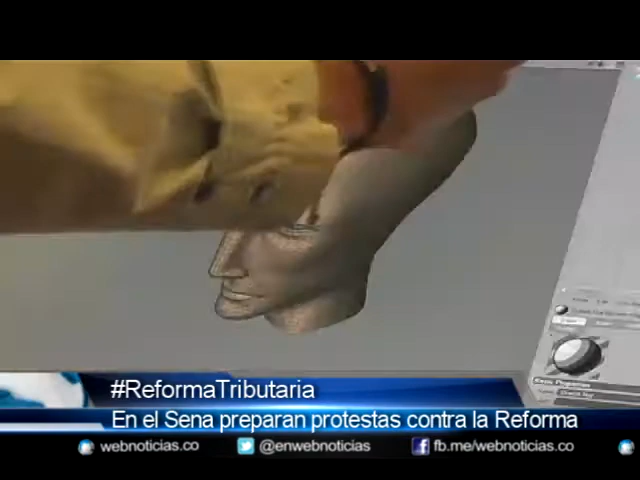 #ReformaTributaria
En el Sena preparan protestas contra la Reforma
webnoticias.co @enwebnoticias fb.me/webnoticias.co